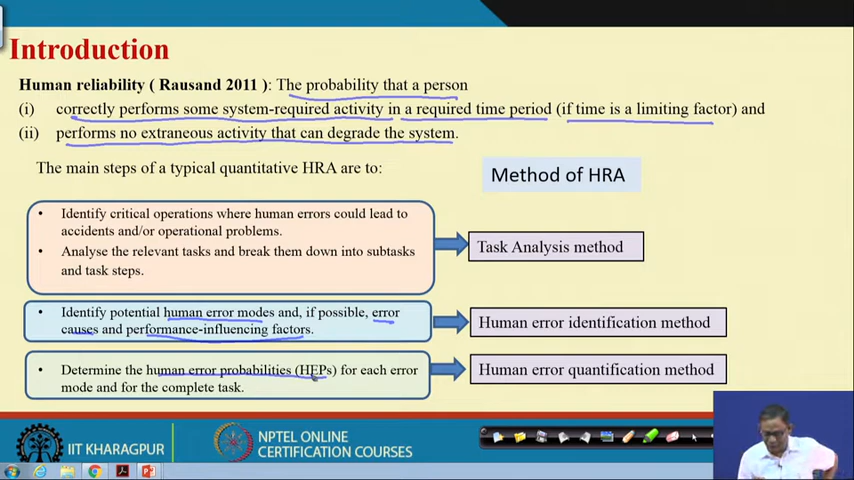 Introduction
Human reliability ( Rausand 2011 ): The probability that a person
(i) correctly performs some system-required activity in a required time period (if time is a limiting factor) and
(ii) performs no extraneous activity that can degrade the system.
The main steps of a typical quantitative HRA are to:
Method of HRA
• Identify critical operations where human errors could lead to
accidents and/or operational problems.
• Analyse the relevant tasks and break them down into subtasks
and task steps.
Task Analysis method
• Identify potential human error modes and, if possible, error
causes and performance-influencing factors.
Human error identification method
• Determine the human error probabilities (HEPs) for each error
mode and for the complete task.
Human error quantification method
IIT KHARAGPUR
NPTEL ONLINE
CERTIFICATION COURSES